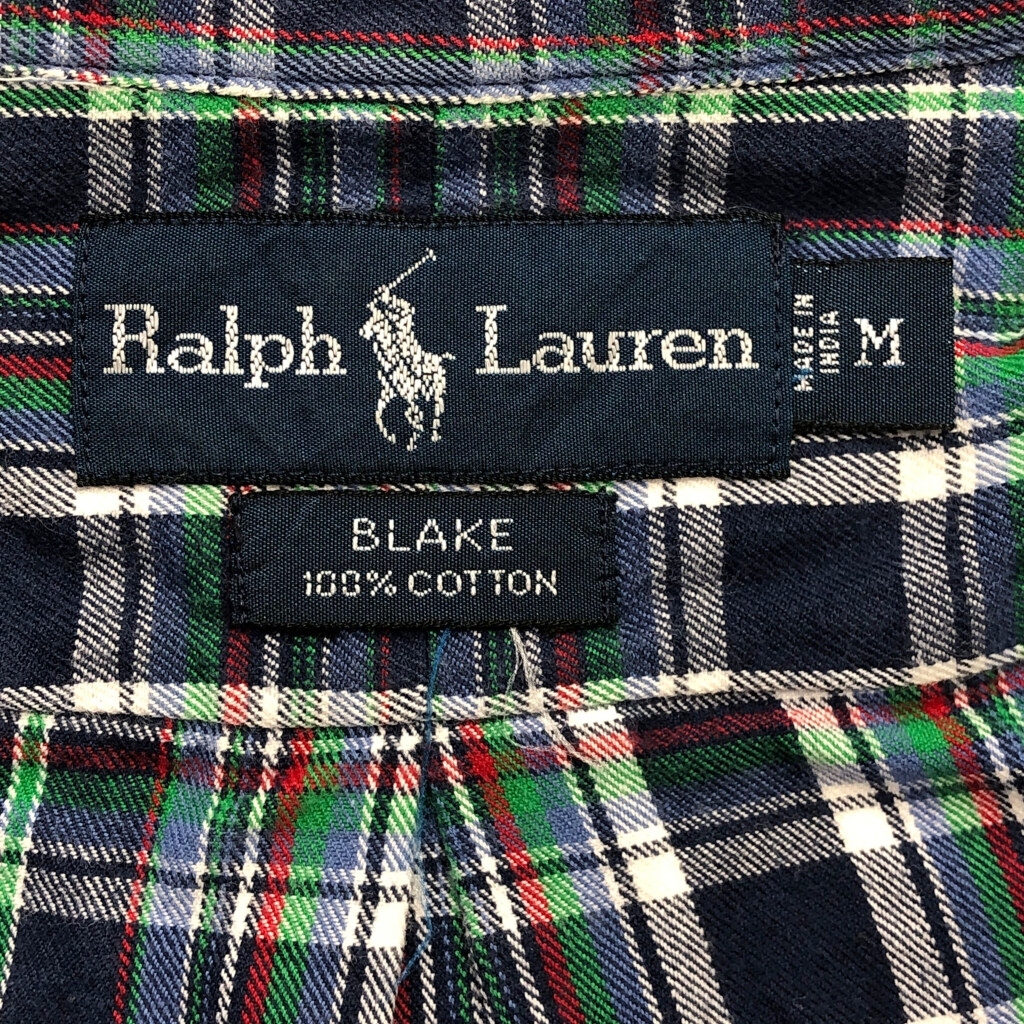 Ralph Lauren
MADE IN
INDIA
M
BLAKE
100% COTTON